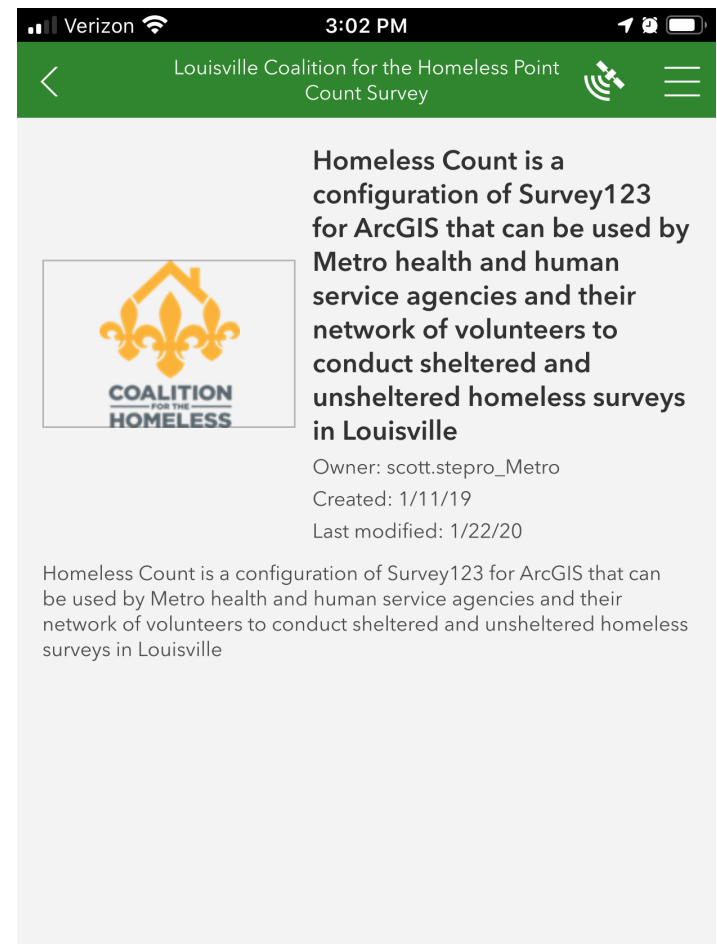 Verizon 3:02 PM
Louisville Coalition for the Homeless Point
Count Survey
Homeless Count is a
configuration of Survey123
for ArcGIS that can be used by
Metro health and human
service agencies and their
network of volunteers to
conduct sheltered and
unsheltered homeless surveys
in Louisville
COALITION
FOR THE
HOMELESS
Owner: scott.stepro_Metro
Created: 1/11/19
Last modified: 1/22/20
Homeless Count is a configuration of Survey123 for ArcGIS that can
be used by Metro health and human service agencies and their
network of volunteers to conduct sheltered and unsheltered homeless
surveys in Louisville